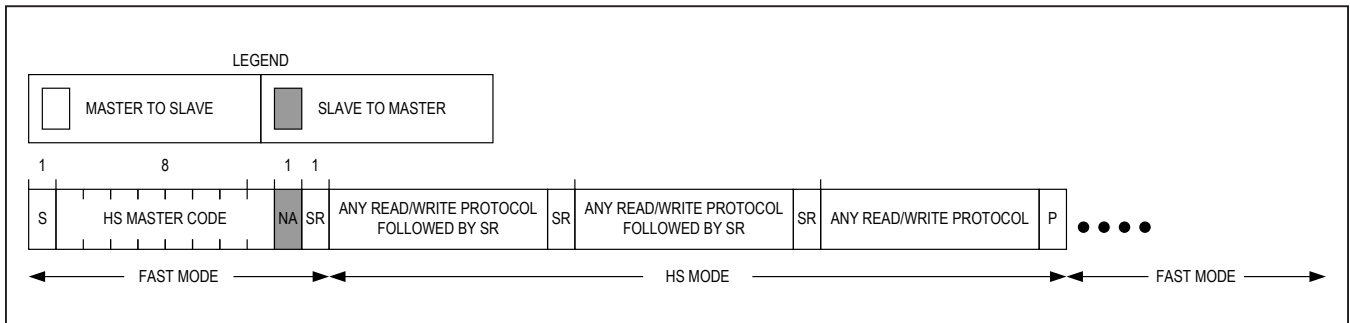 LEGEND
MASTER TO SLAVE
SLAVE TO MASTER
1 8 1 1
S HS MASTER CODE NA SR ANY READ/WRITE PROTOCOL FOLLOWED BY SR SR ANY READ/WRITE PROTOCOL FOLLOWED BY SR SR ANY READ/WRITE PROTOCOL P
FAST MODE HS MODE FAST MODE